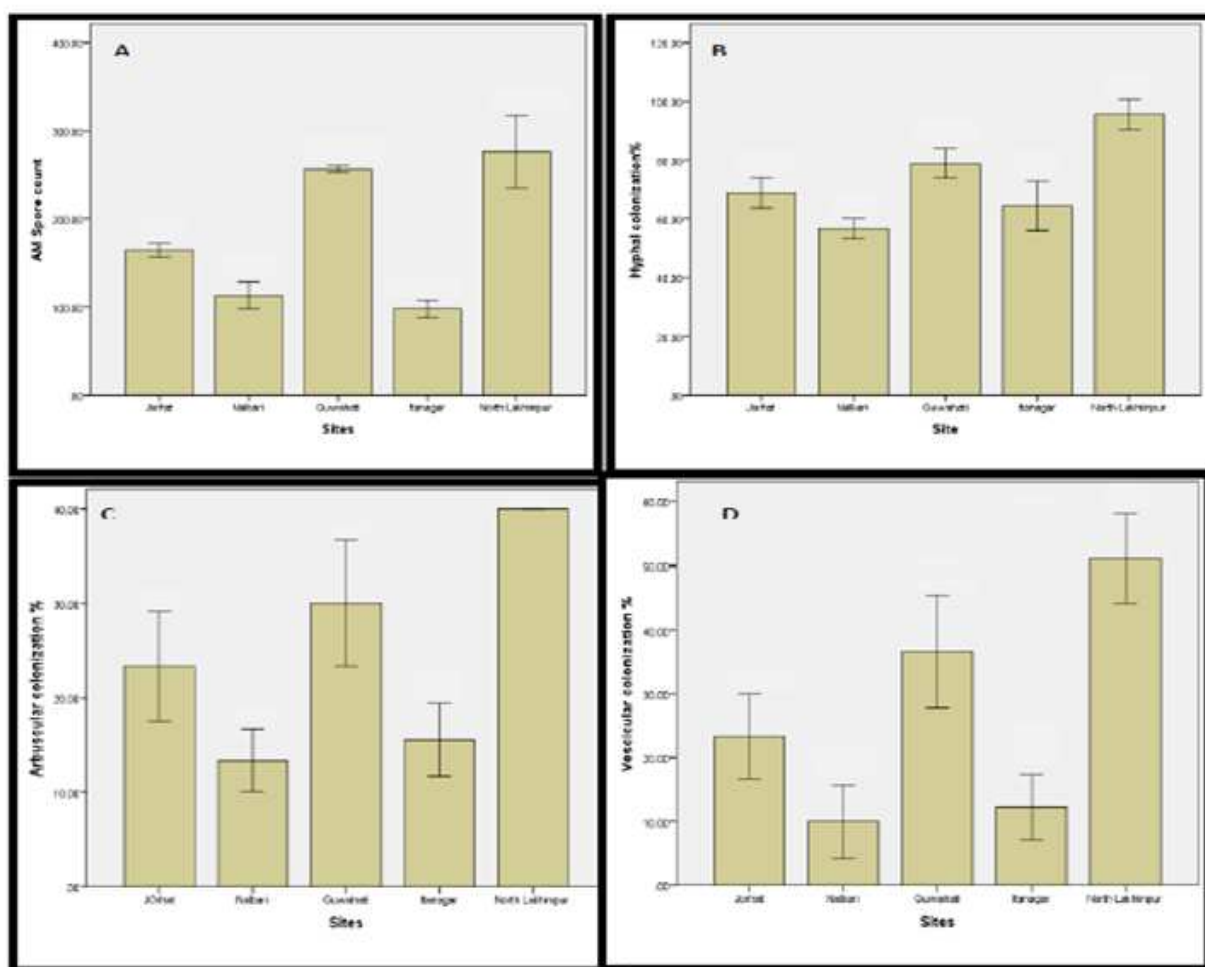 A
400.00
300.00
200.00
100.00
.00
AM Spore count
Jorhat
Nalbari
Guwahati
Itanagar
North Lakhimpur
Sites
B
120.00
100.00
80.00
60.00
40.00
20.00
.00
Hyphal colonization%
Jorhat
Nalbari
Guwahati
Itanagar
North Lakhimpur
Site
C
40.00
30.00
20.00
10.00
.00
Arbuscular colonization %
JOrhat
Nalbari
Guwahati
Itanagar
North Lakhimpur
Sites
D
60.00
50.00
40.00
30.00
20.00
10.00
.00
colonization %
Jorhat
Nalbari
Guwahati
Itanagar
North Lakhimpur
Sites